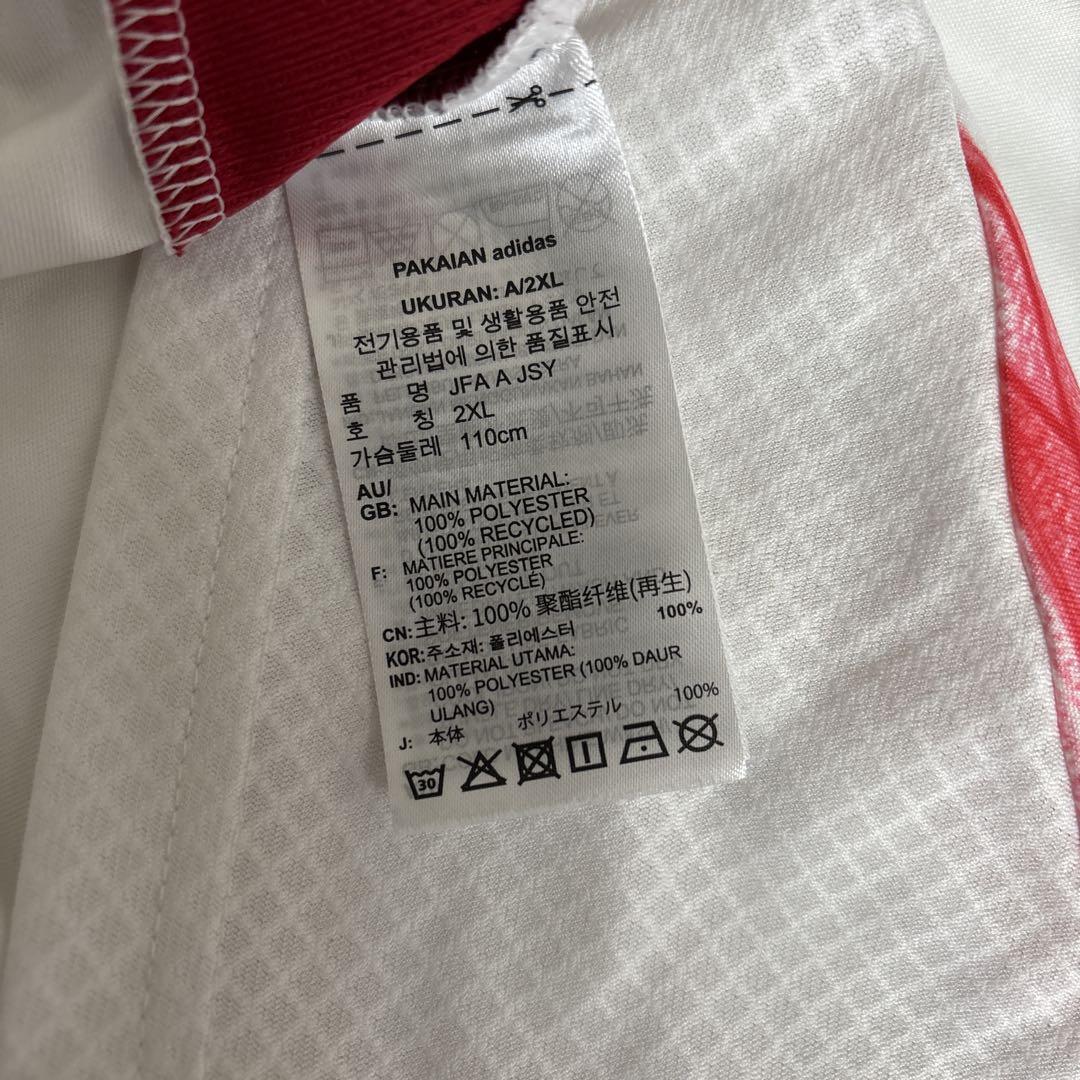 PAKAIAN adidas
UKURAN: A/2XL
전기용품 및 생활용품 안전
관리법에 의한 품질표시
품 명 JFA A JSY
호 칭 2XL
가슴둘레 110cm
AU/
GB: MAIN MATERIAL:
100% POLYESTER
(100% RECYCLED)
F: MATIERE PRINCIPALE:
100% POLYESTER
(100% RECYCLÉ)
CN: 主料: 100% 聚酯纤维(再生)
KOR: 주소재: 폴리에스터 100%
IND: MATERIAL UTAMA:
100% POLYESTER (100% DAUR
ULANG)
J: 本体 ポリエステル 100%
30